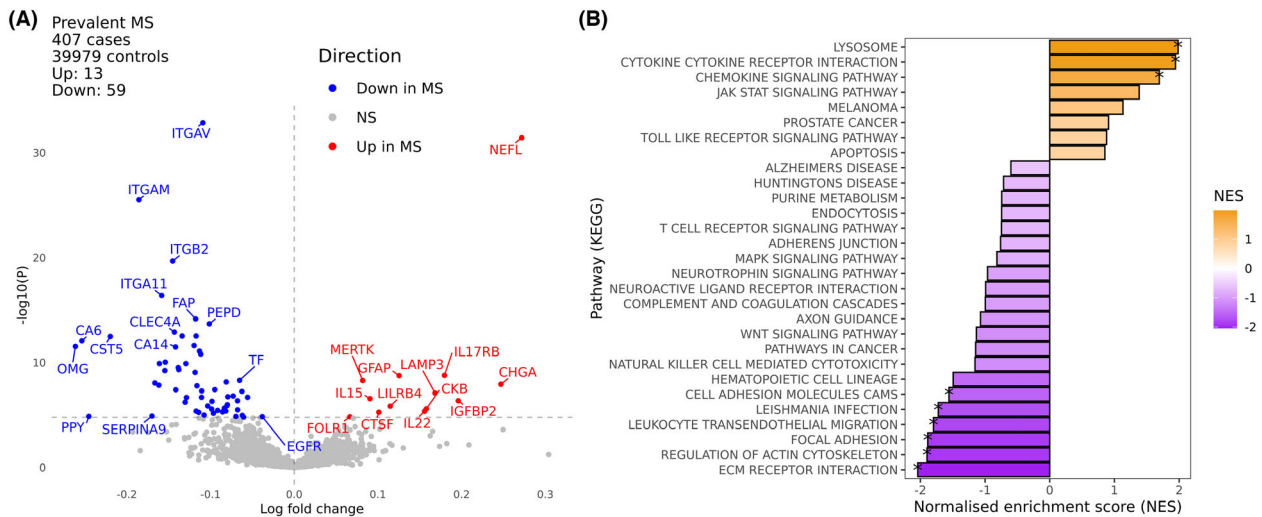 (A)
Prevalent MS
407 cases
39979 controls
Up: 13
Down: 59
Direction
Down in MS
NS
Up in MS
ITGAV
NEFL
ITGAM
ITGB2
ITGA11
FAP
PEPD
CLEC4A
CA6
CST5
CA14
OMG
TF
MERTK
GFAP
LAMP3
IL17RB
CHGA
IL15
LILRB4
CKB
IGFBP2
PPY
SERPINA9
EGFR
FOLR1
CTSF
IL22
-log10(P)
30
20
10
0
-0.2
-0.1
0.0
0.1
0.2
0.3
Log fold change
(B)
Pathway (KEGG)
LYSOSOME
CYTOKINE CYTOKINE RECEPTOR INTERACTION
CHEMOKINE SIGNALING PATHWAY
JAK STAT SIGNALING PATHWAY
MELANOMA
PROSTATE CANCER
TOLL LIKE RECEPTOR SIGNALING PATHWAY
APOPTOSIS
ALZHEIMERS DISEASE
HUNTINGTONS DISEASE
PURINE METABOLISM
ENDOCYTOSIS
T CELL RECEPTOR SIGNALING PATHWAY
ADHERENS JUNCTION
MAPK SIGNALING PATHWAY
NEUROTROPHIN SIGNALING PATHWAY
NEUROACTIVE LIGAND RECEPTOR INTERACTION
COMPLEMENT AND COAGULATION CASCADES
AXON GUIDANCE
WNT SIGNALING PATHWAY
PATHWAYS IN CANCER
NATURAL KILLER CELL MEDIATED CYTOTOXICITY
HEMATOPOIETIC CELL LINEAGE
CELL ADHESION MOLECULES CAMS
LEISHMANIA INFECTION
LEUKOCYTE TRANSENDOTHELIAL MIGRATION
FOCAL ADHESION
REGULATION OF ACTIN CYTOSKELETON
ECM RECEPTOR INTERACTION
-2
-1
0
1
2
Normalised enrichment score (NES)
NES
1
0
-1
-2